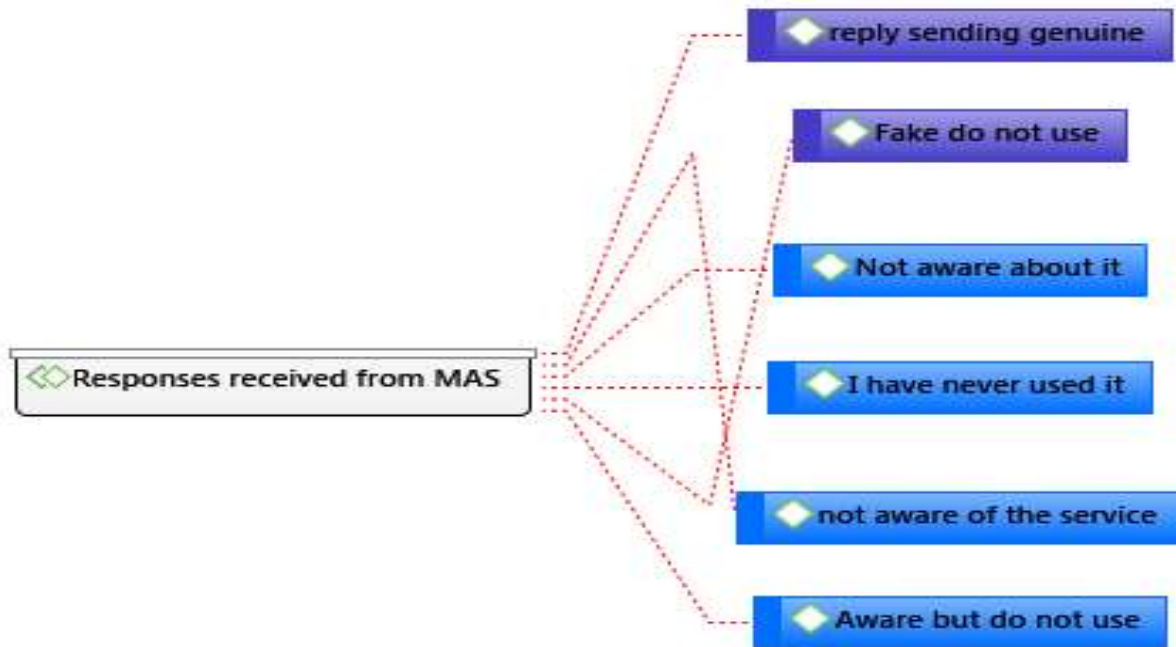 reply sending genuine
Fake do not use
Not aware about it
Responses received from MAS
I have never used it
not aware of the service
Aware but do not use